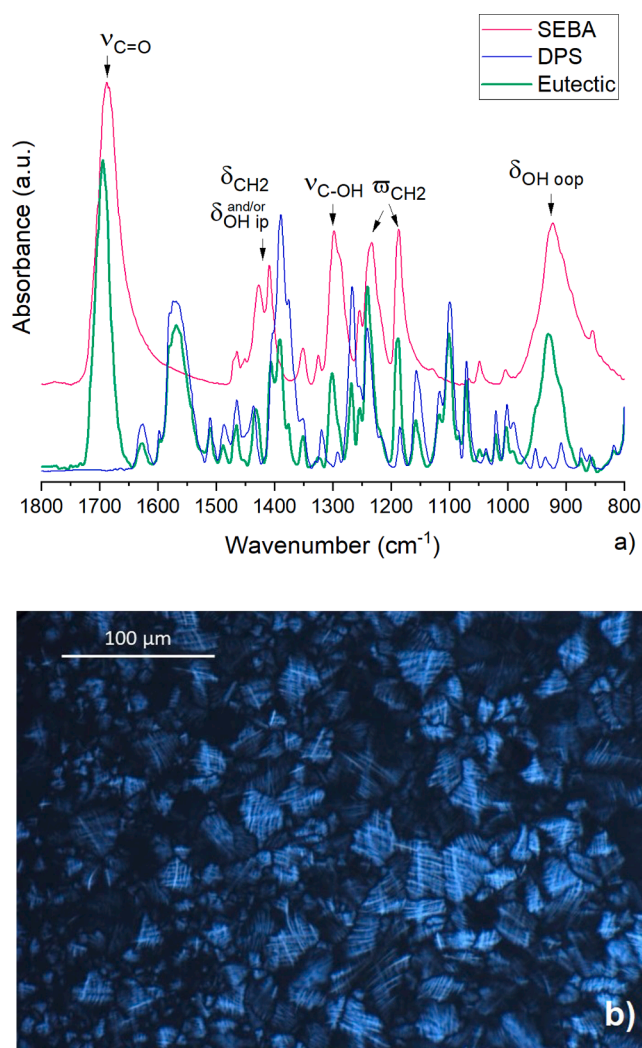 SEBA
DPS
Eutectic
νC=O
δCH2
and/or
δOH ip
νC-OH
ϖCH2
δOH oop
Absorbance (a.u.)
1800 1700 1600 1500 1400 1300 1200 1100 1000 900 800
Wavenumber (cm-1)
a)
100 µm
b)